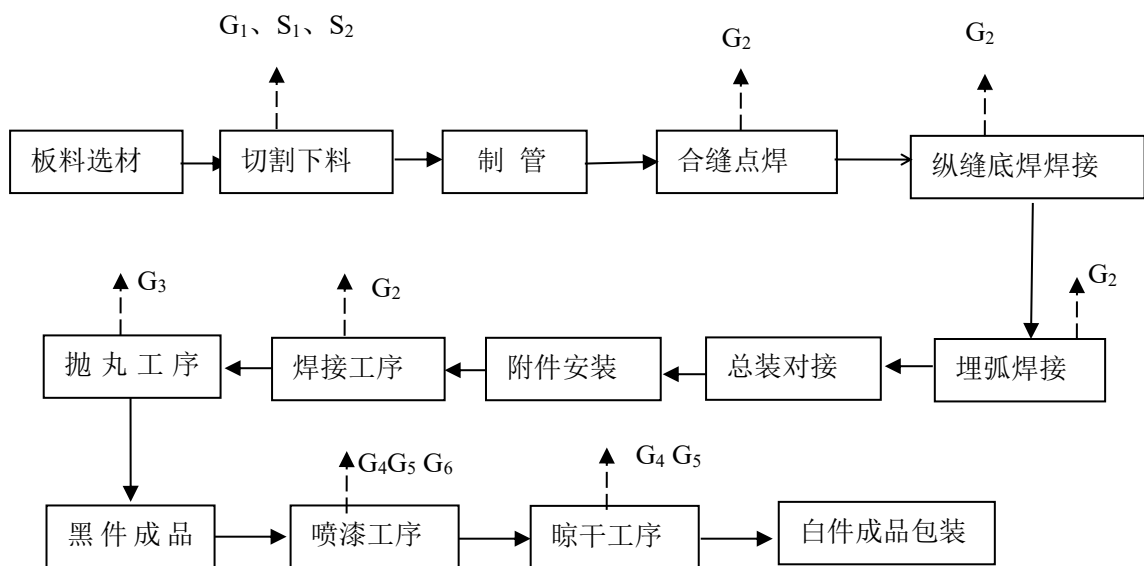 G₁、S₁、S₂
G₂
G₂
板料选材
切割下料
制 管
合缝点焊
纵缝底焊焊接
G₃
G₂
G₂
抛 丸 工 序
焊接工序
附件安装
总装对接
埋弧焊接
G₄G₅ G₆
G₄ G₅
黑 件 成 品
喷漆工序
晾干工序
白件成品包装